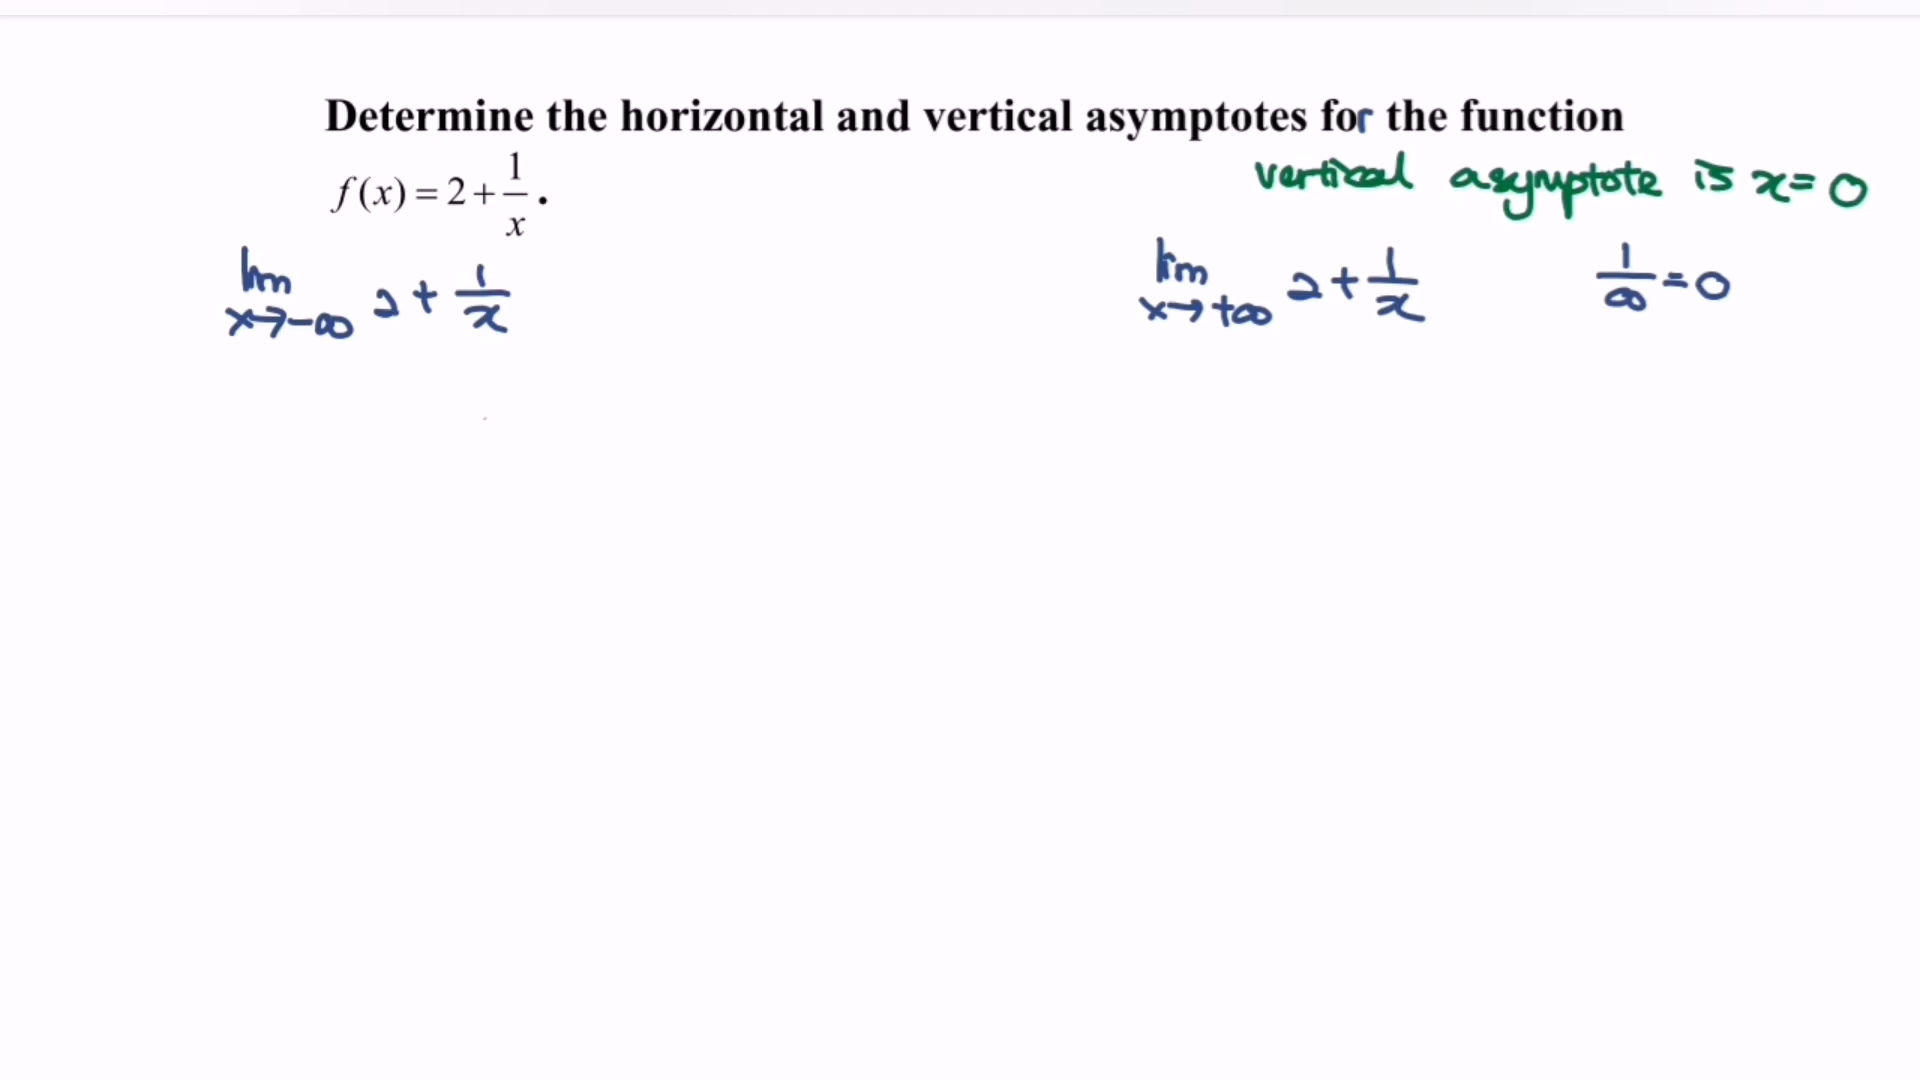 Determine the horizontal and vertical asymptotes for the function
f(x) = 2 + 1/x .
vertical asymptote is x = 0
lim x→-∞ 2 + 1/x
lim x→+∞ 2 + 1/x
1/∞ = 0